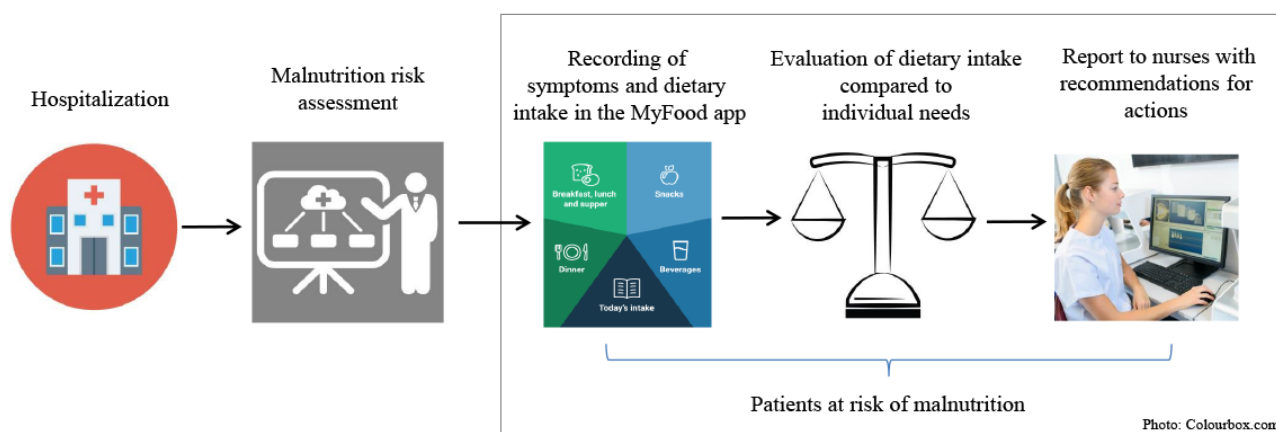 Hospitalization
Malnutrition risk
assessment
Recording of
symptoms and dietary
intake in the MyFood app
Evaluation of dietary intake
compared to
individual needs
Report to nurses with
recommendations for
actions
Breakfast, lunch
and supper
Snacks
Dinner
Beverages
Today's intake
Patients at risk of malnutrition
Photo: Colourbox.com